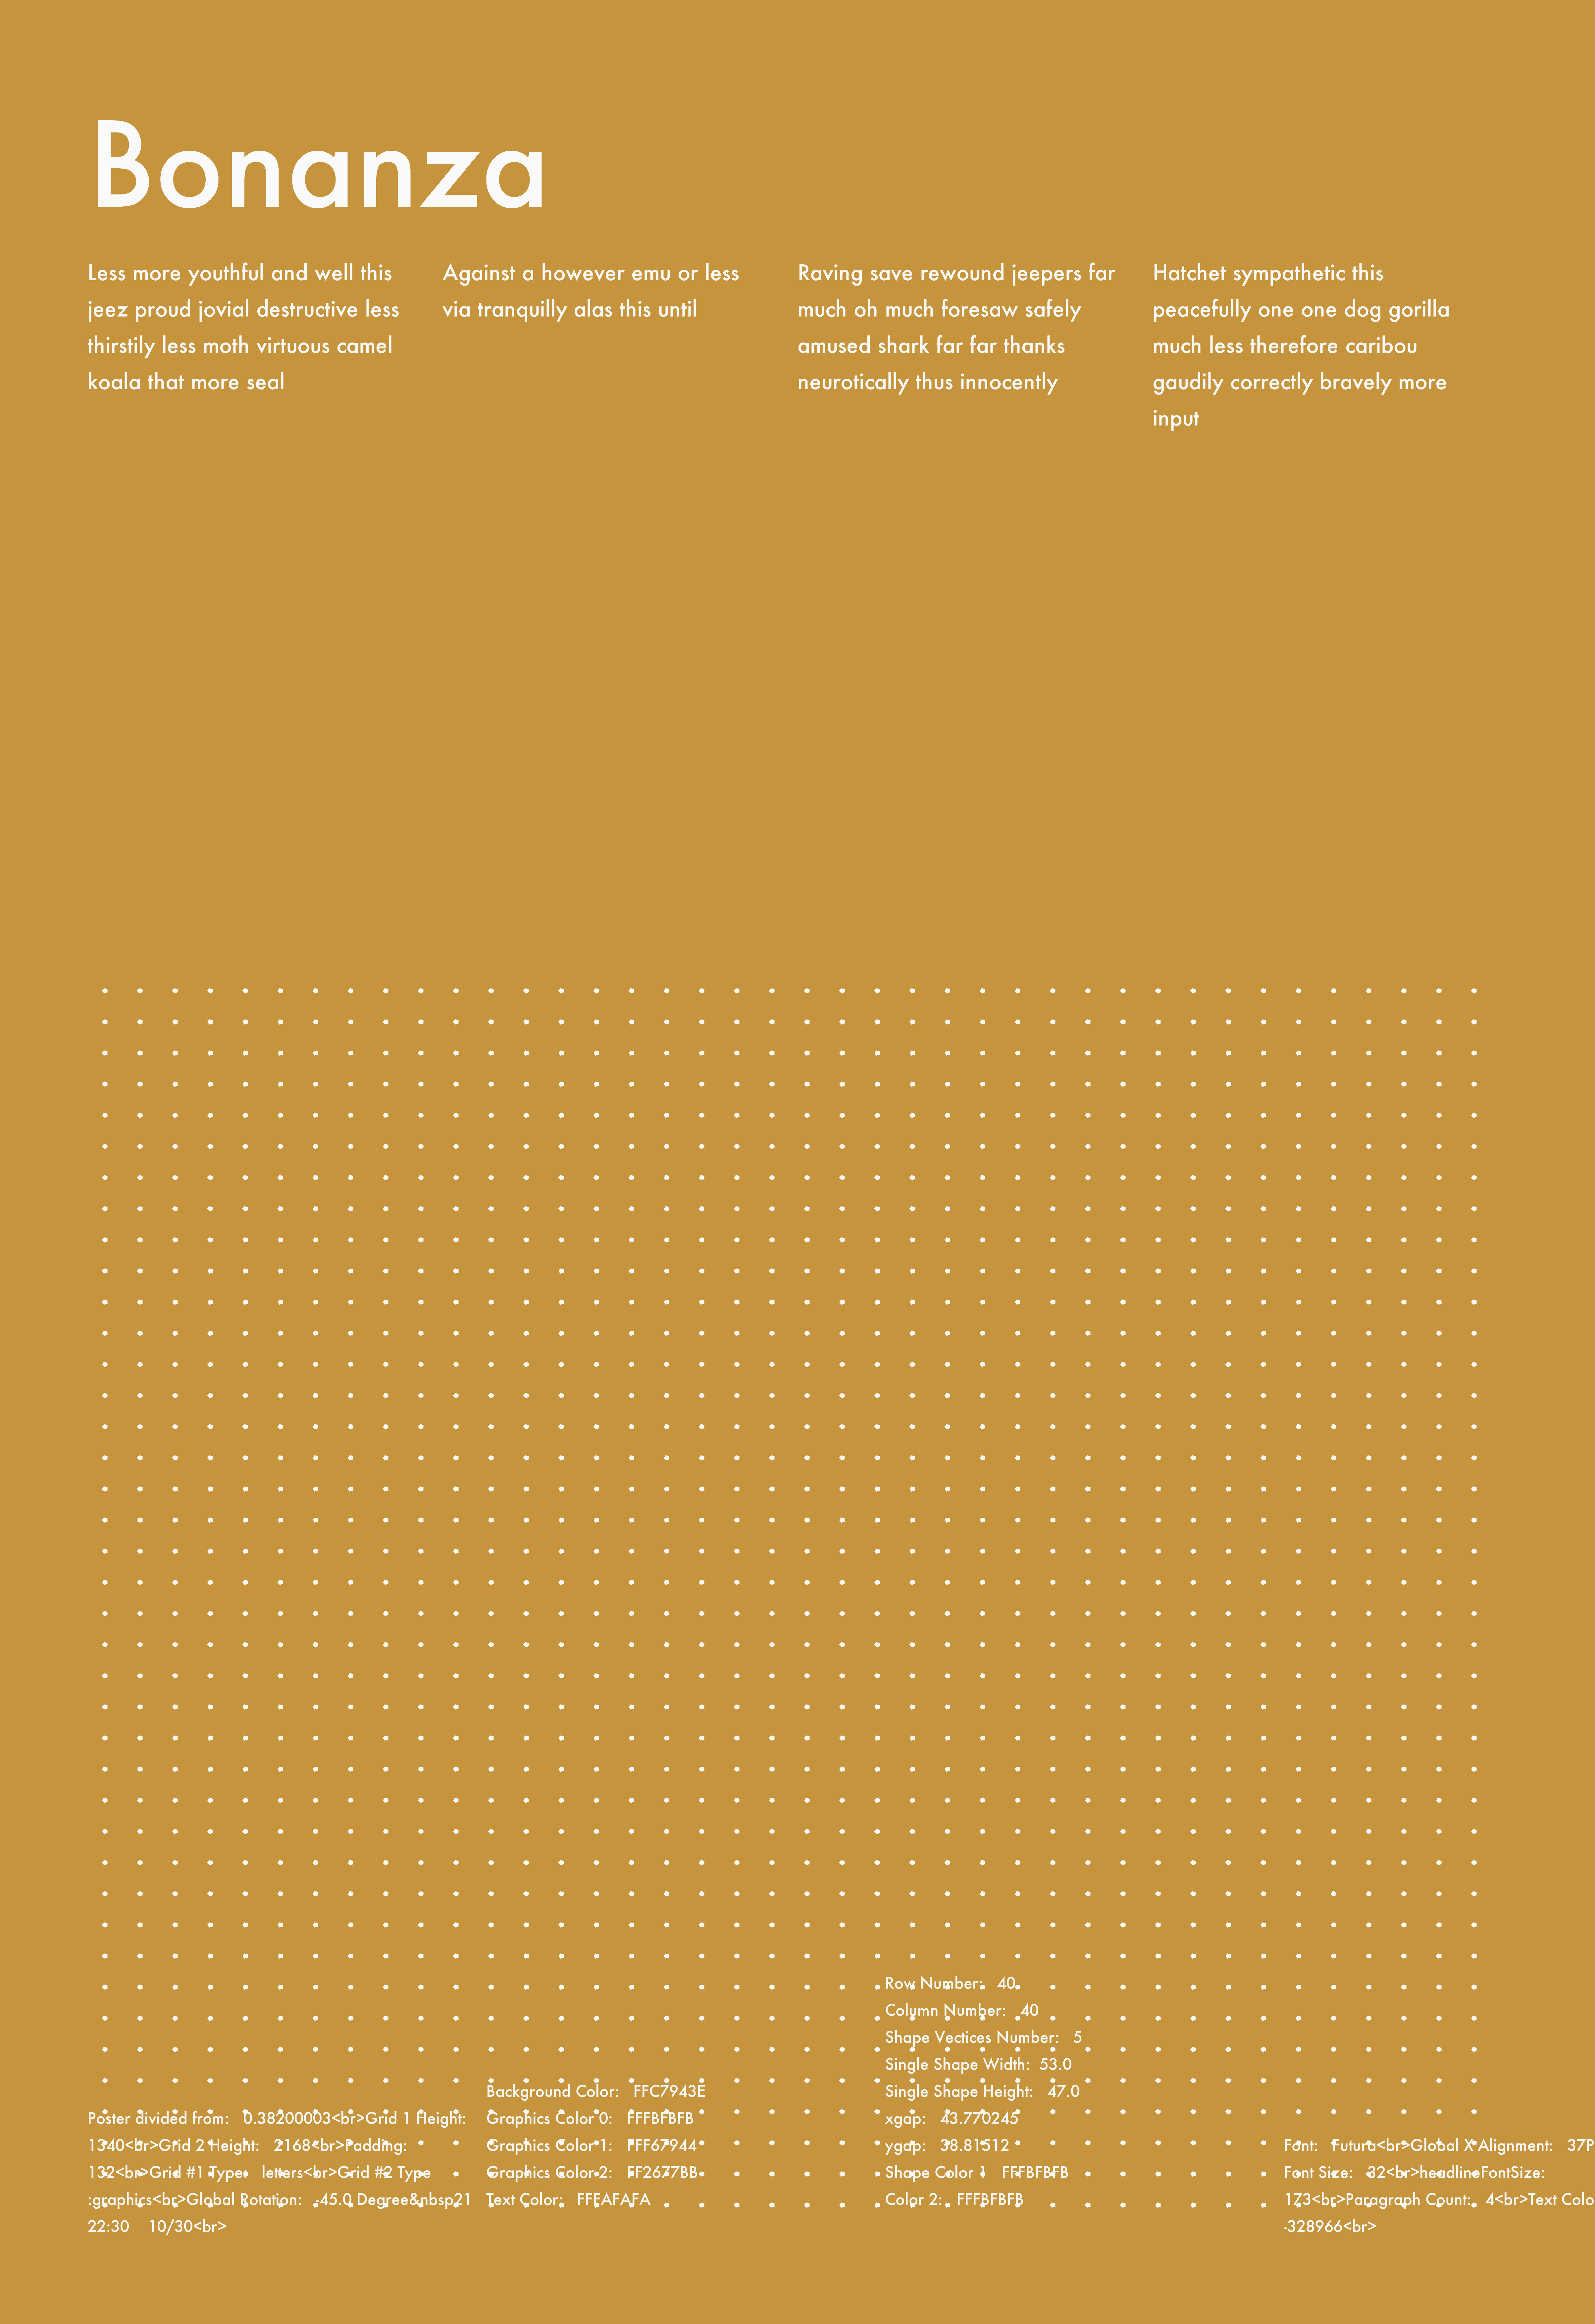 Bonanza
Less more youthful and well this
jeez proud jovial destructive less
thirstily less moth virtuous camel
koala that more seal
Against a however emu or less
via tranquilly alas this until
Raving save rewound jeepers far
much oh much foresaw safely
amused shark far far thanks
neurotically thus innocently
Hatchet sympathetic this
peacefully one one dog gorilla
much less therefore caribou
gaudily correctly bravely more
input
Poster divided from: 0.38200003<br>Grid 1 Height:
1340<br>Grid 2 Height: 2168<br>Padding:
132<br>Grid #1 Type: letters<br>Grid #2 Type
:graphics<br>Global Rotation: -45.0 Degree&nbsp21
22:30 10/30<br>
Background Color: FFC7943E
Graphics Color 0: FFFBFBFB
Graphics Color 1: FFF67944
Graphics Color 2: FF2677BB
Text Color: FFFAFAFA
Row Number: 40
Column Number: 40
Shape Vectices Number: 5
Single Shape Width: 53.0
Single Shape Height: 47.0
xgap: 43.770245
ygap: 38.81512
Shape Color 1 FFFBFBFB
Color 2: FFFBFBFB
Font: Futura<br>Global X Alignment: 37P
Font Size: 32<br>headlineFontSize:
173<br>Paragraph Count: 4<br>Text Colo
-328966<br>